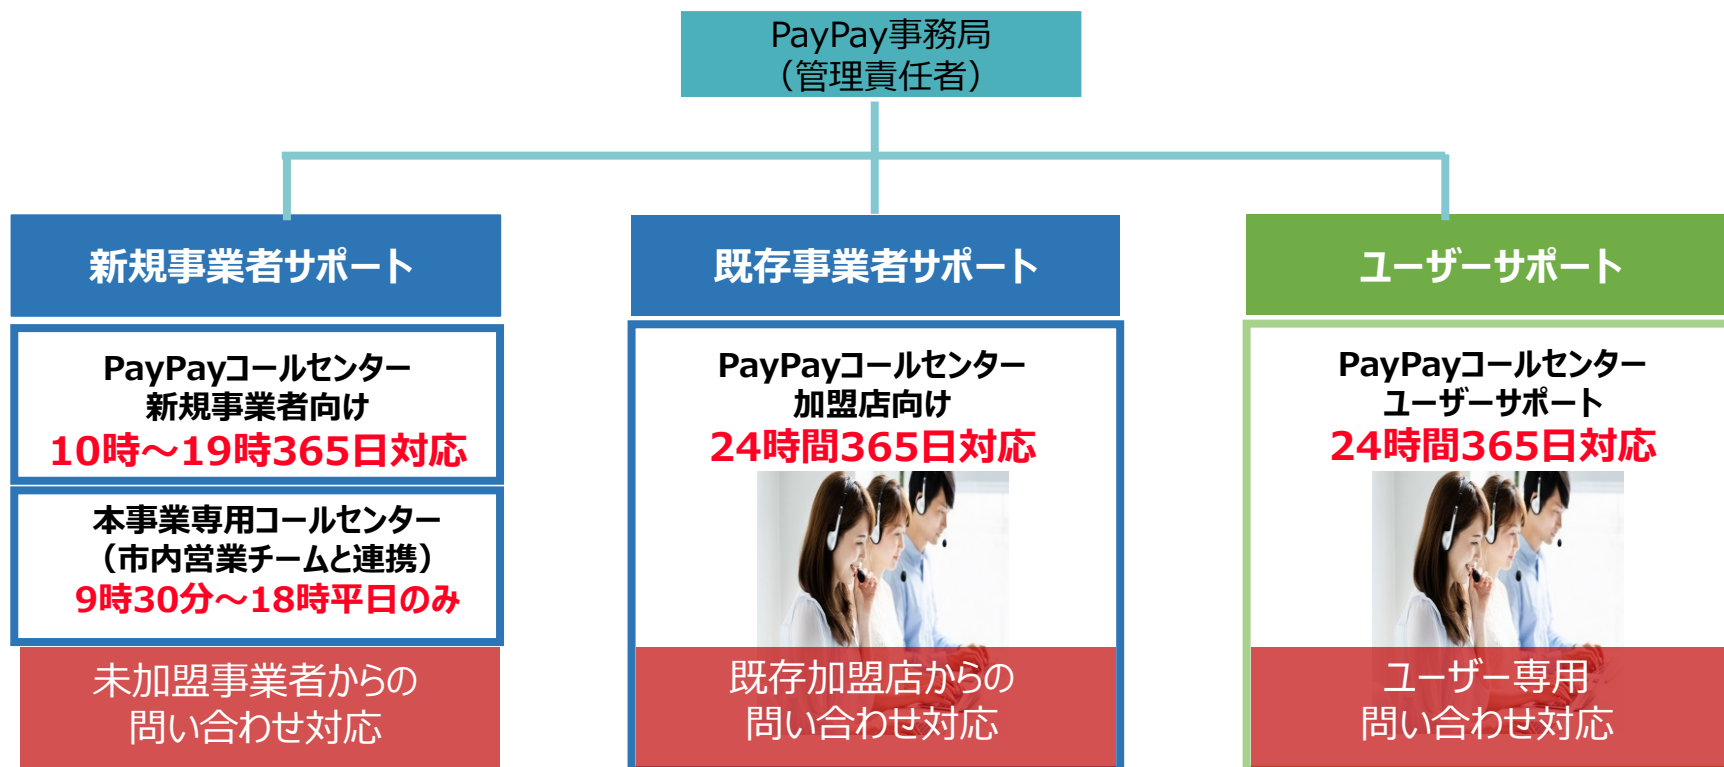 PayPay事務局
（管理責任者）
新規事業者サポート
PayPayコールセンター
新規事業者向け
10時～19時365日対応
本事業専用コールセンター
（市内営業チームと連携）
9時30分～18時平日のみ
未加盟事業者からの
問い合わせ対応
既存事業者サポート
PayPayコールセンター
加盟店向け
24時間365日対応
既存加盟店からの
問い合わせ対応
ユーザーサポート
PayPayコールセンター
ユーザーサポート
24時間365日対応
ユーザー専用
問い合わせ対応